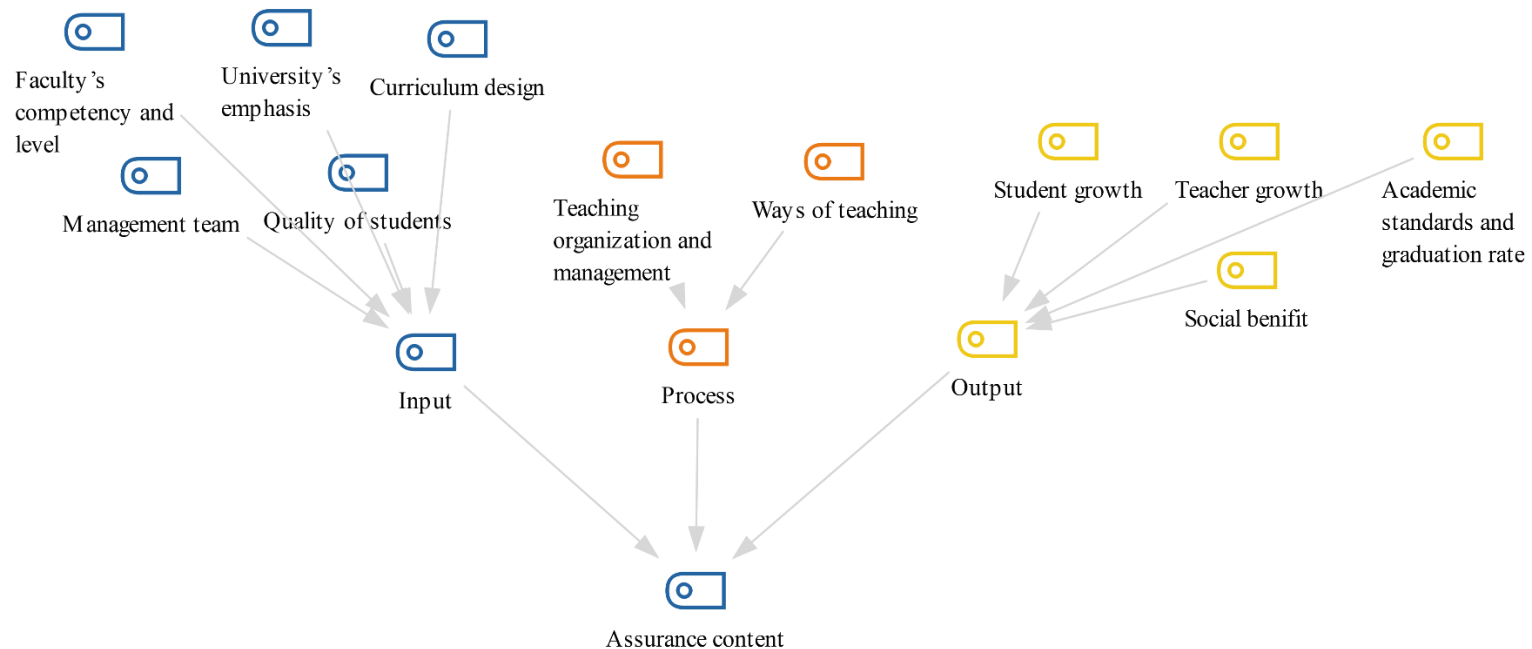 Faculty's
competency and
level
University's
emphasis
Curriculum design
Management team
Quality of students
Teaching
organization and
management
Ways of teaching
Student growth
Teacher growth
Academic
standards and
graduation rate
Social benifit
Input
Process
Output
Assurance content